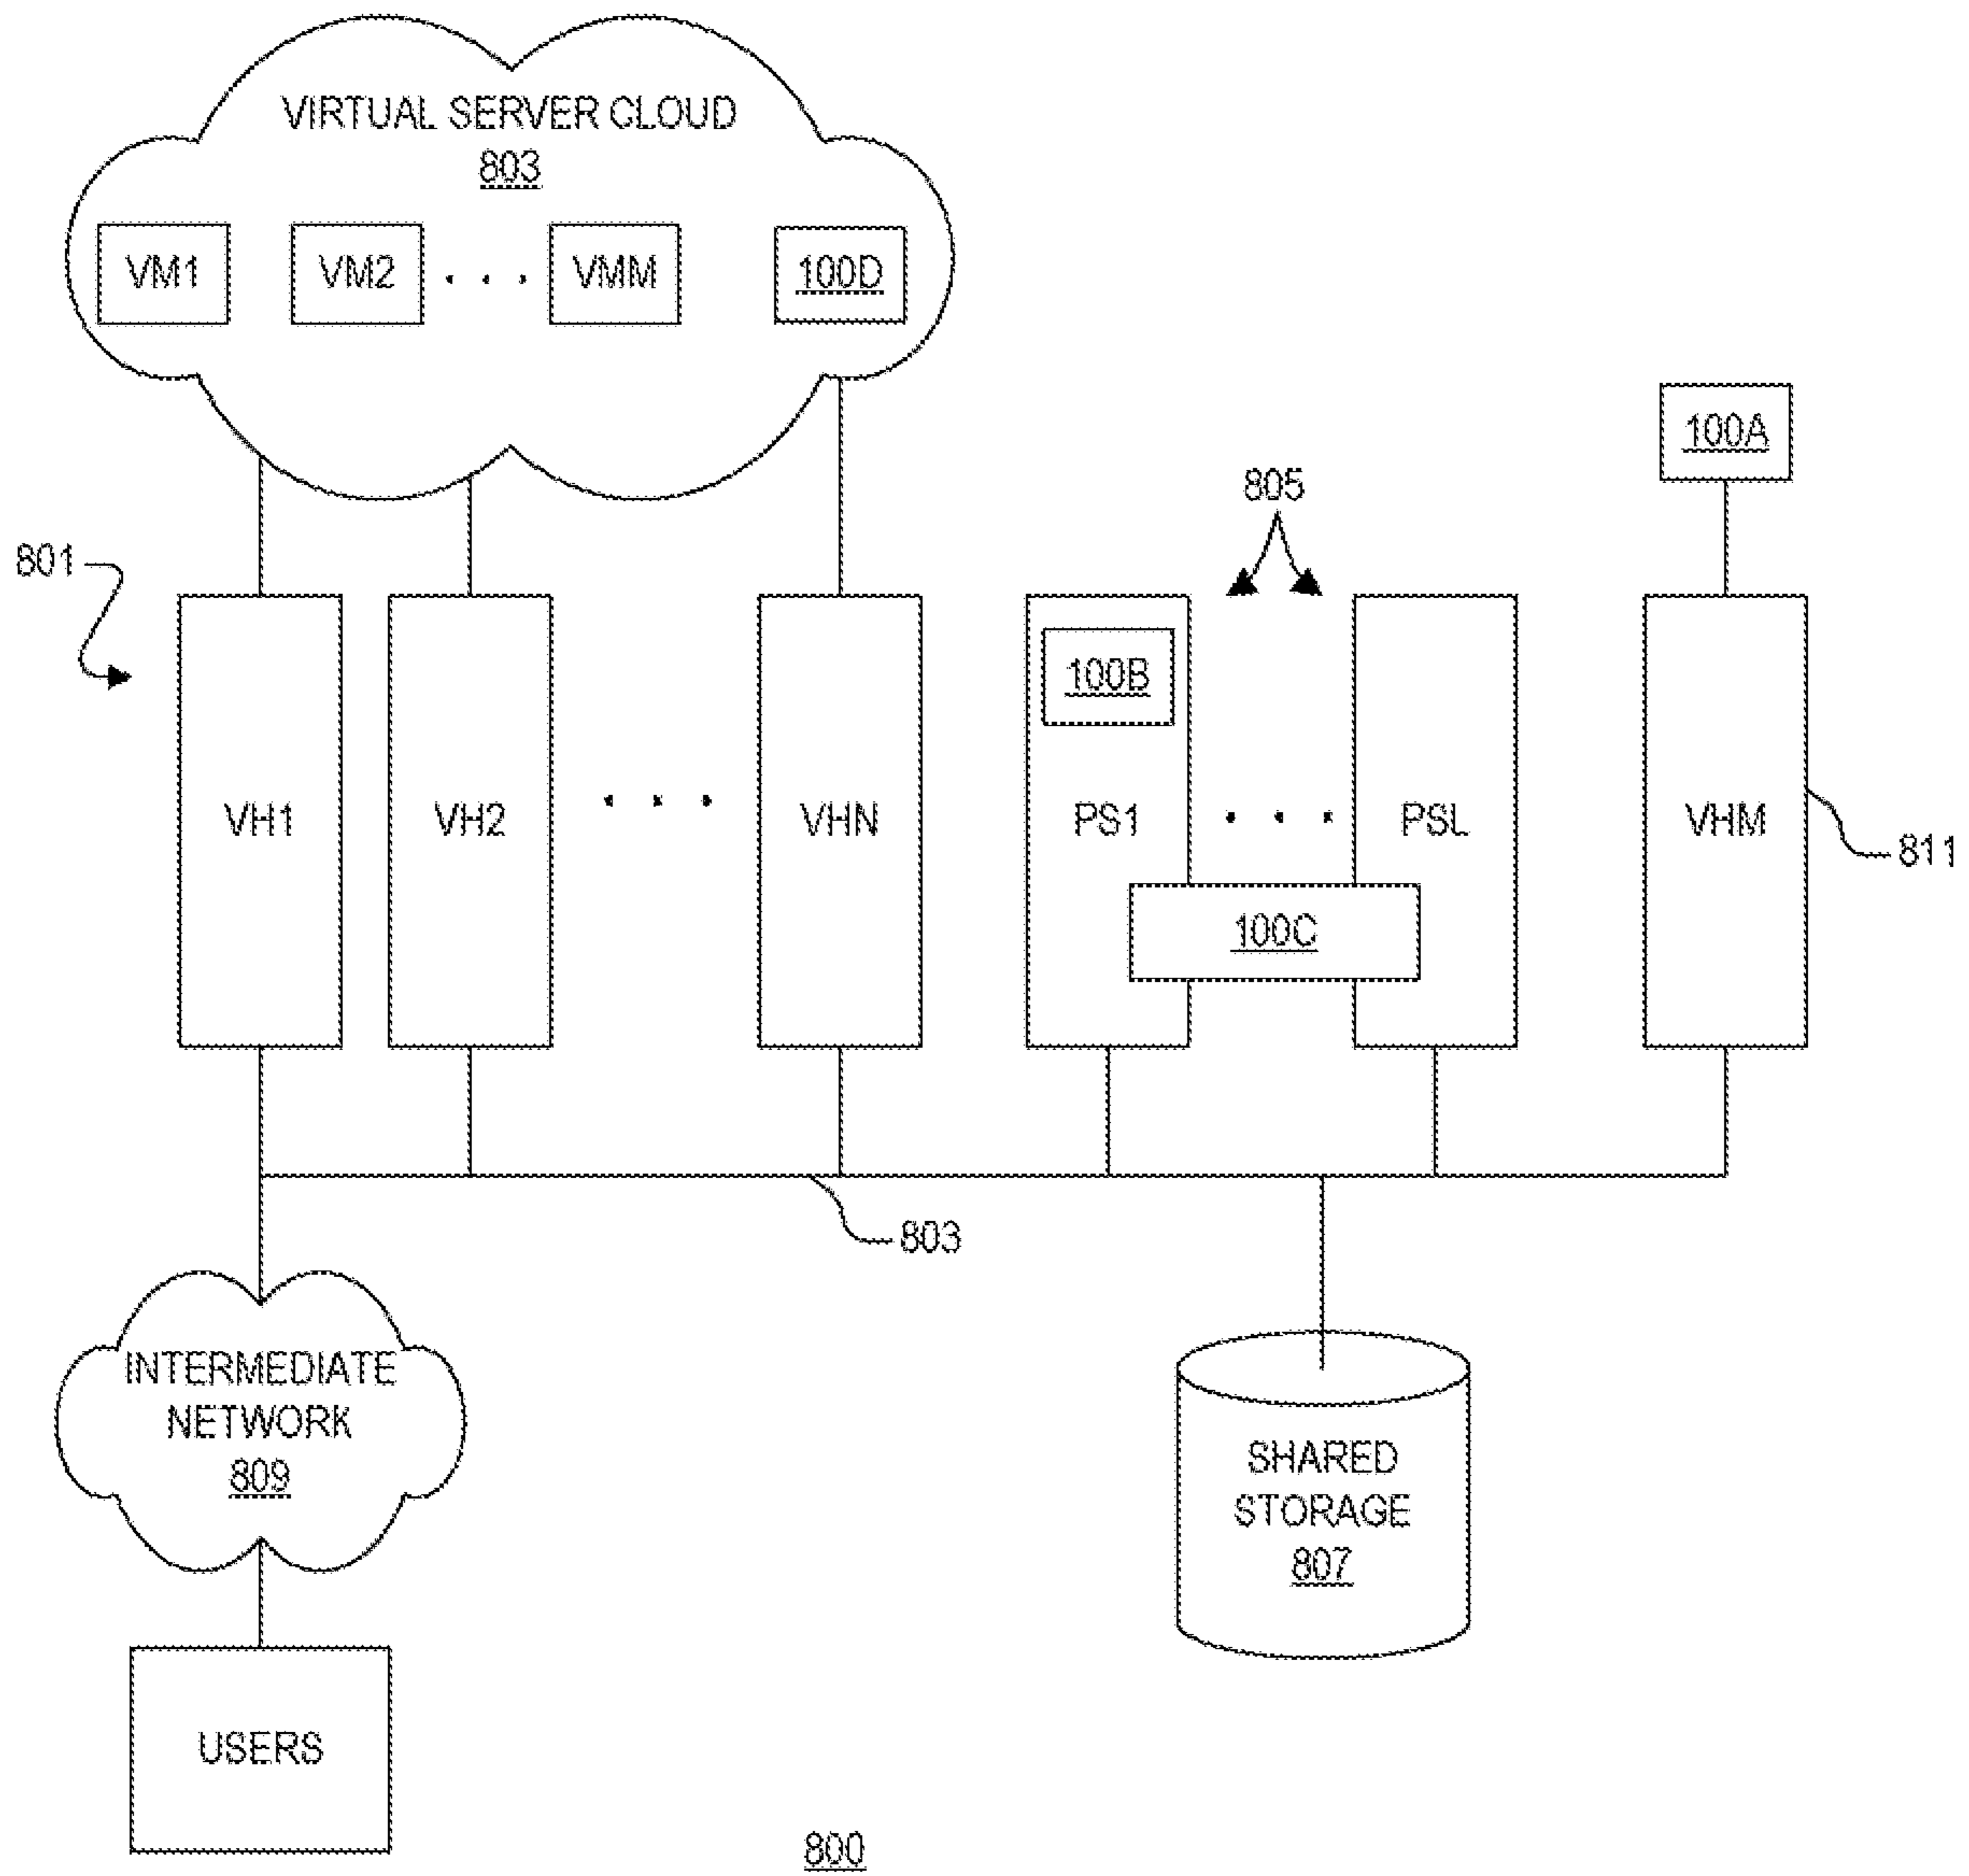 VIRTUAL SERVER CLOUD
803
VM1 VM2 . . . VMM 100D
100A
805
801
100B
VH1 VH2 . . . VHN PS1 . . . PSL VHM
811
100C
803
INTERMEDIATE
NETWORK
809
SHARED
STORAGE
807
USERS
800